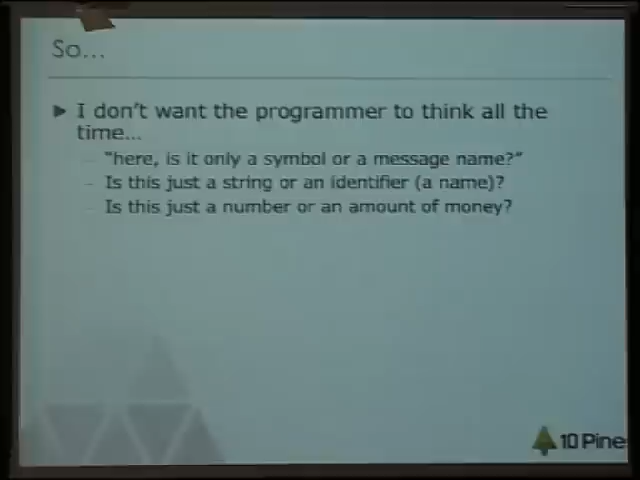 So...
► I don't want the programmer to think all the
time...
– "here, is it only a symbol or a message name?"
– Is this just a string or an identifier (a name)?
– Is this just a number or an amount of money?
10 Pine